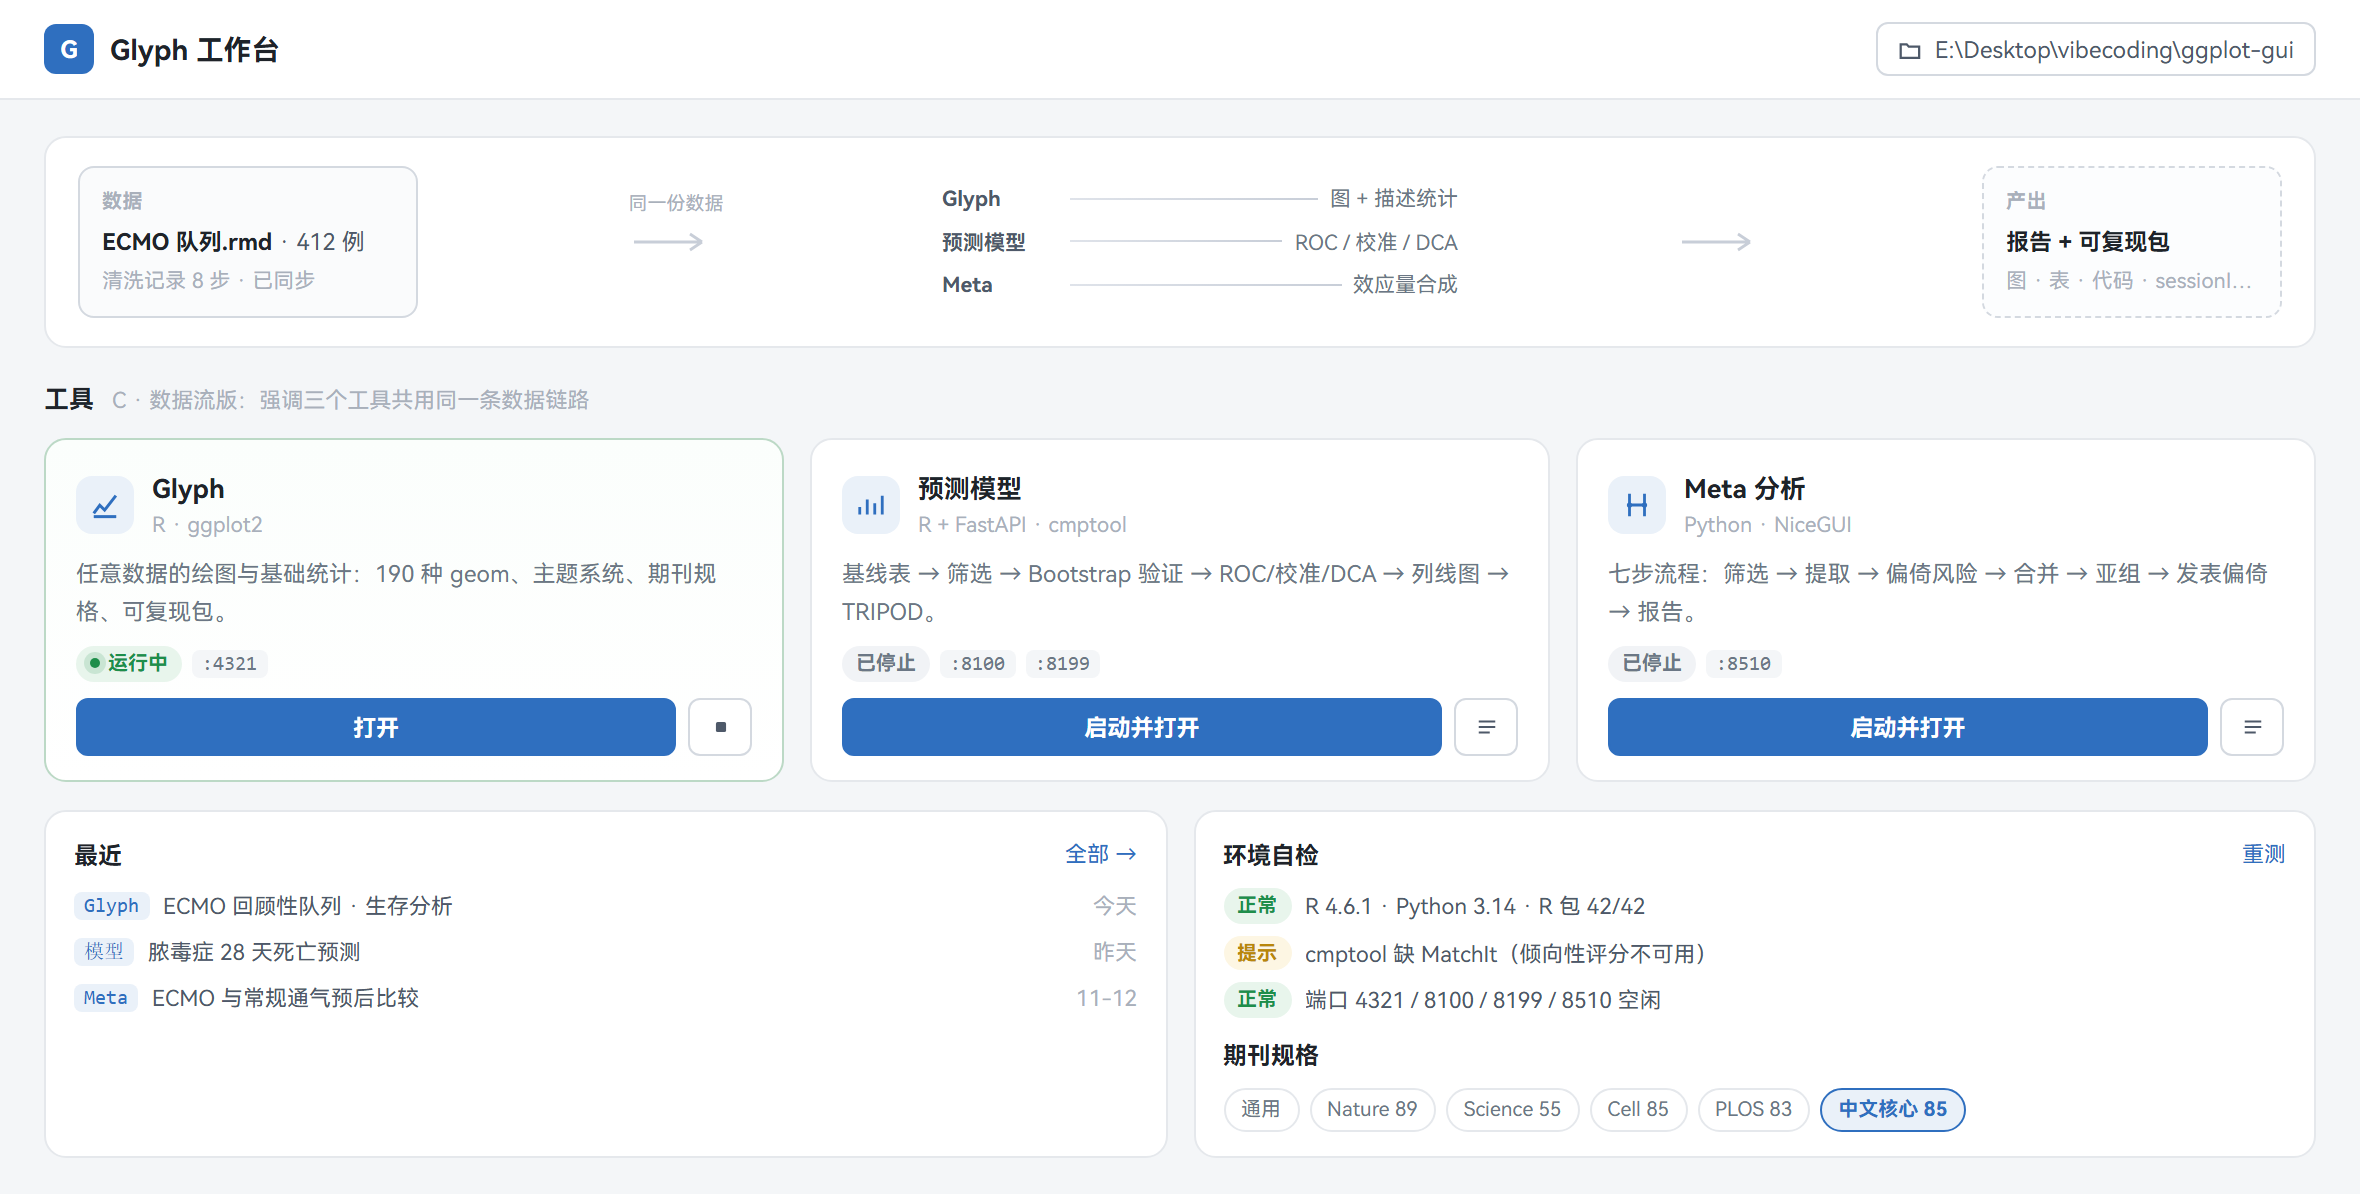 G
Glyph 工作台
E:\Desktop\vibecoding\ggplot-gui
数据
ECMO 队列.rmd · 412 例
清洗记录 8 步 · 已同步
同一份数据
Glyph 图 + 描述统计
预测模型 ROC / 校准 / DCA
Meta 效应量合成
产出
报告 + 可复现包
图 · 表 · 代码 · sessionI...
工具 C · 数据流版：强调三个工具共用同一条数据链路
Glyph
R · ggplot2
任意数据的绘图与基础统计：190 种 geom、主题系统、期刊规
格、可复现包。
运行中 :4321
打开
预测模型
R + FastAPI · cmptool
基线表 → 筛选 → Bootstrap 验证 → ROC/校准/DCA → 列线图 →
TRIPOD。
已停止 :8100 :8199
启动并打开
Meta 分析
Python · NiceGUI
七步流程：筛选 → 提取 → 偏倚风险 → 合并 → 亚组 → 发表偏倚
→ 报告。
已停止 :8510
启动并打开
最近 全部 →
Glyph ECMO 回顾性队列 · 生存分析 今天
模型 脓毒症 28 天死亡预测 昨天
Meta ECMO 与常规通气预后比较 11-12
环境自检 重测
正常 R 4.6.1 · Python 3.14 · R 包 42/42
提示 cmptool 缺 MatchIt（倾向性评分不可用）
正常 端口 4321 / 8100 / 8199 / 8510 空闲
期刊规格
通用 Nature 89 Science 55 Cell 85 PLOS 83 中文核心 85